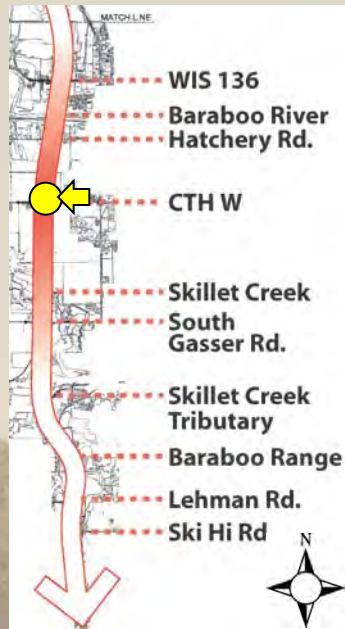 MATCH LINE
WIS 136
Baraboo River
Hatchery Rd.
CTH W
Skillet Creek
South
Gasser Rd.
Skillet Creek
Tributary
Baraboo Range
Lehman Rd.
Ski Hi Rd
N